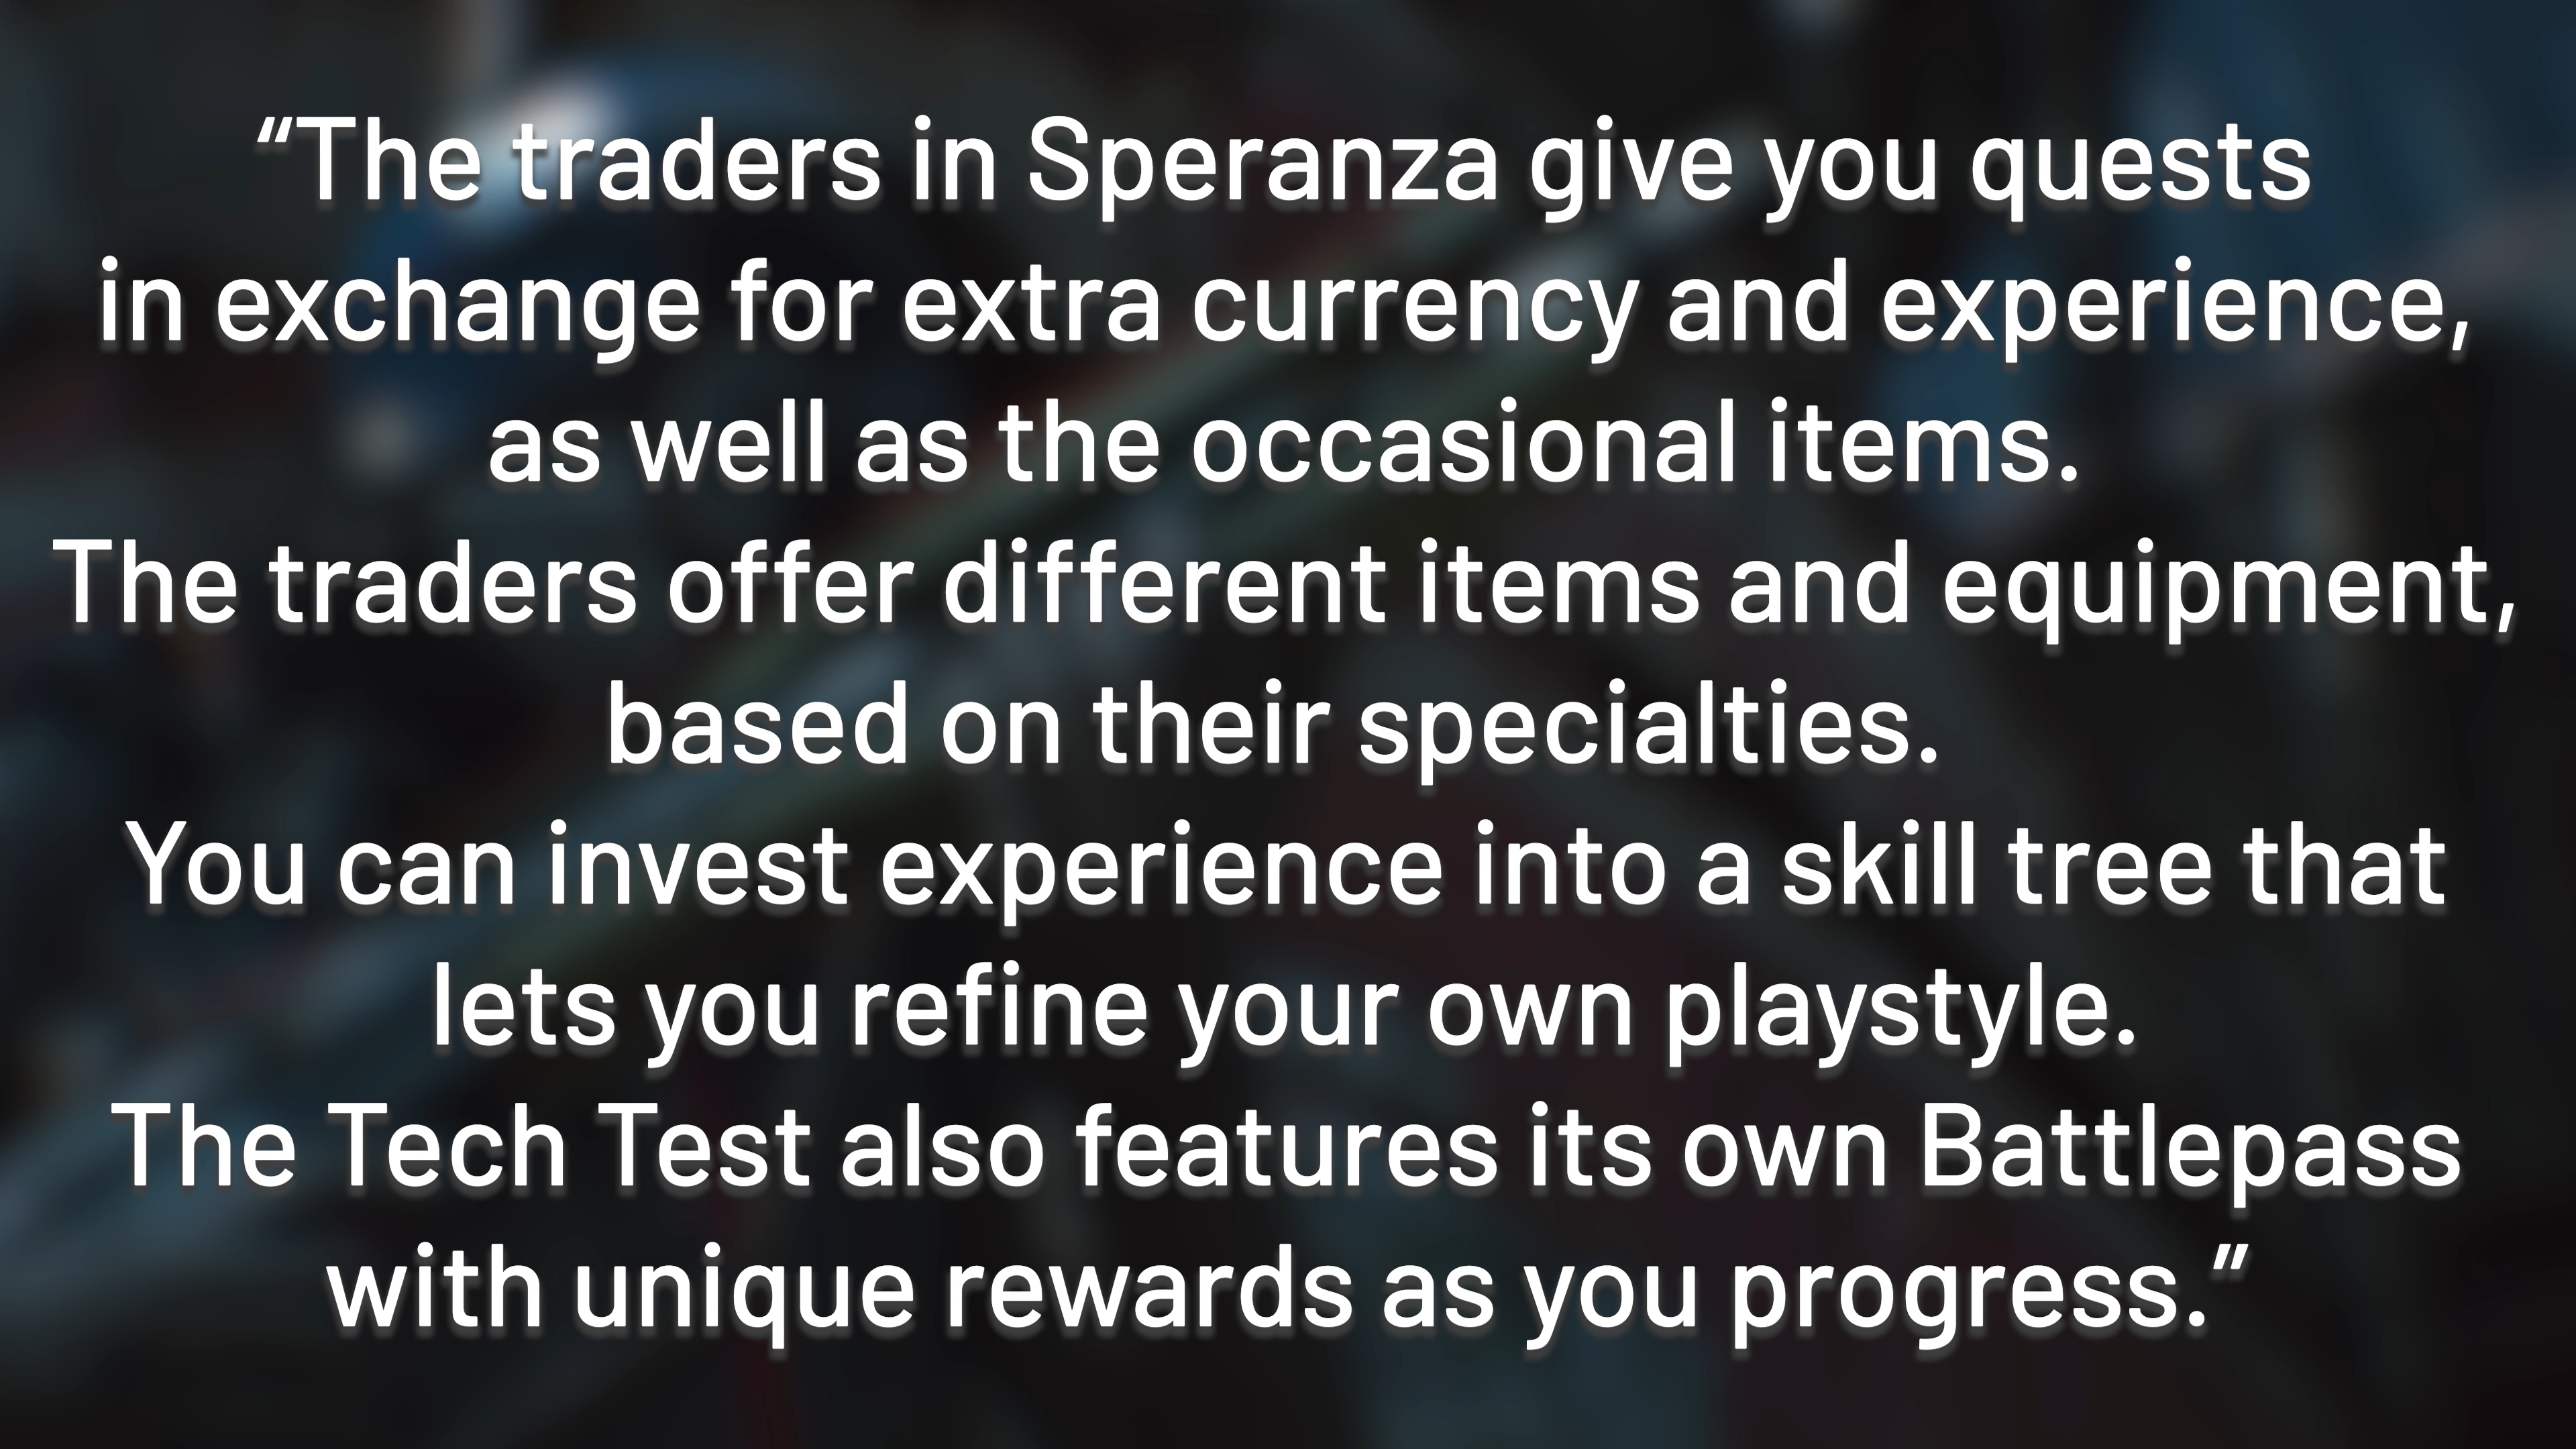 “The traders in Speranza give you quests
in exchange for extra currency and experience,
as well as the occasional items.
The traders offer different items and equipment,
based on their specialties.
You can invest experience into a skill tree that
lets you refine your own playstyle.
The Tech Test also features its own Battlepass
with unique rewards as you progress.”